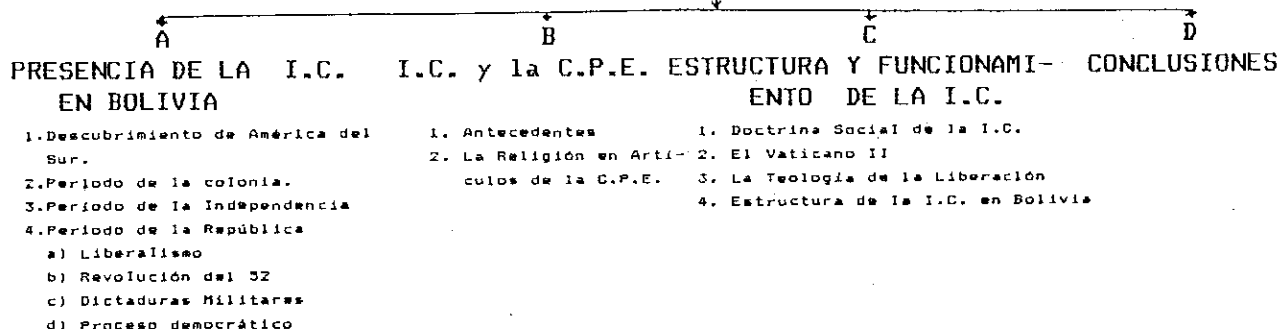 A
PRESENCIA DE LA I.C.
EN BOLIVIA
1.Descubrimiento de América del
Sur.
2.Período de la colonia.
3.Período de la Independencia
4.Período de la República
a) Liberalismo
b) Revolución del 52
c) Dictaduras Militares
d) Proceso democrático
B
I.C. y la C.P.E.
1. Antecedentes
2. La Religión en Artí-
culos de la C.P.E.
C
ESTRUCTURA Y FUNCIONAMI-
ENTO DE LA I.C.
1. Doctrina Social de la I.C.
2. El Vaticano II
3. La Teología de la Liberación
4. Estructura de la I.C. en Bolivia
D
CONCLUSIONES